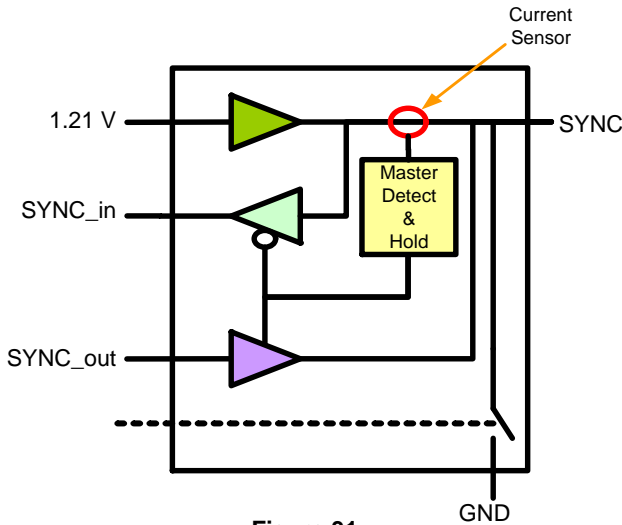 Current
Sensor
1.21 V
SYNC
Master
Detect
&
Hold
SYNC_in
SYNC_out
GND